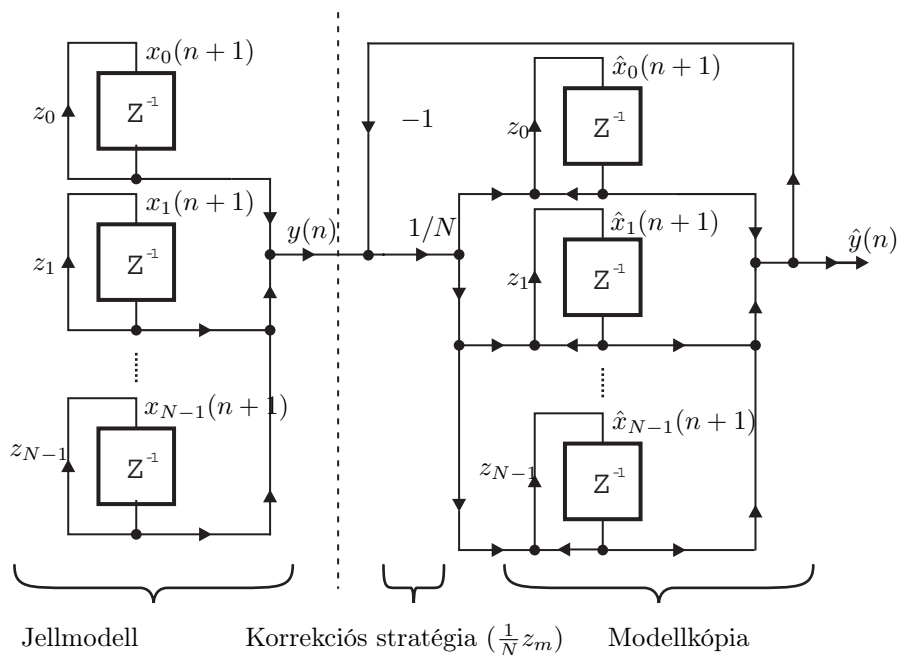 x_0(n+1)
z_0
Z^{-1}
x_1(n+1)
z_1
Z^{-1}
x_{N-1}(n+1)
z_{N-1}
Z^{-1}
y(n)
-1
1/N
x̂_0(n+1)
z_0
Z^{-1}
x̂_1(n+1)
z_1
Z^{-1}
x̂_{N-1}(n+1)
z_{N-1}
Z^{-1}
ŷ(n)
Jellmodell
Korrekciós stratégia (\frac{1}{N} z_m)
Modellkópia